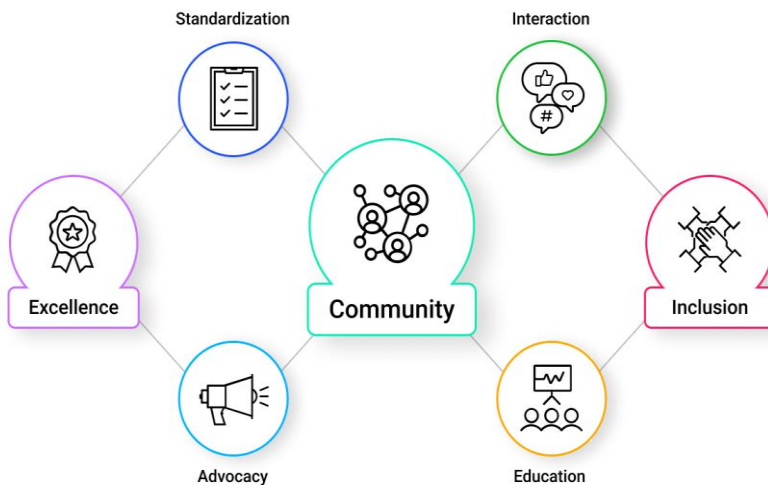 Standardization
Interaction
#
Excellence
Community
Inclusion
Advocacy
Education